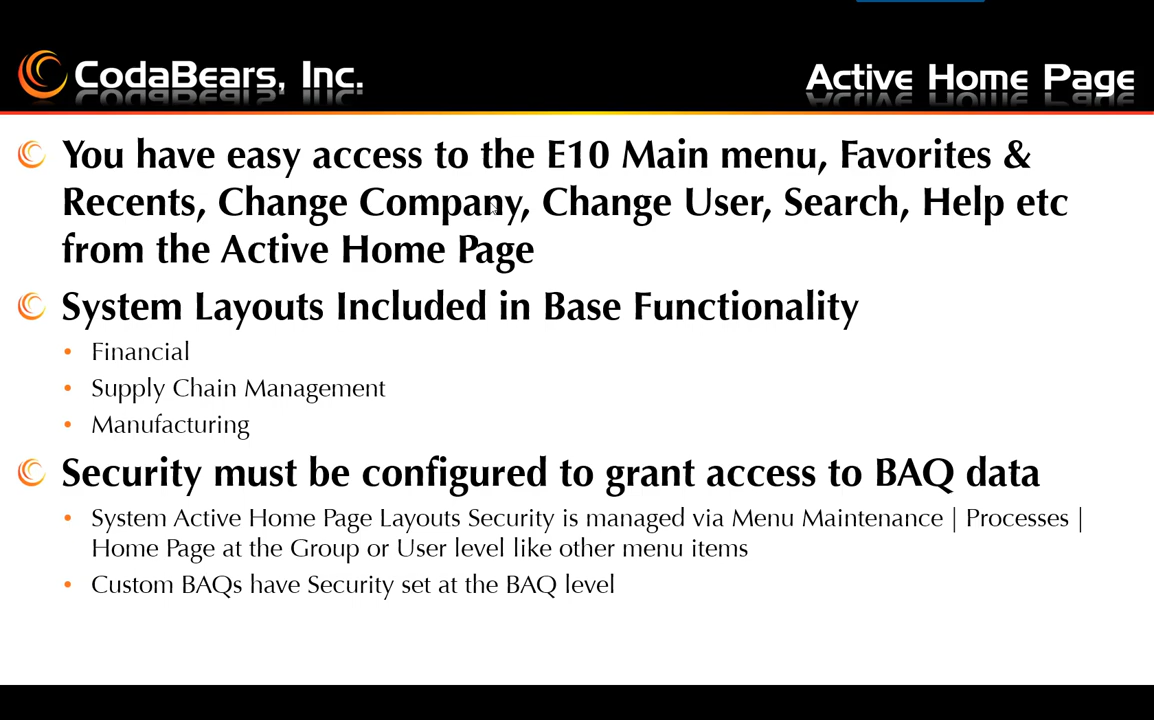 CodaBears, Inc.
Active Home Page
You have easy access to the E10 Main menu, Favorites &
Recents, Change Company, Change User, Search, Help etc
from the Active Home Page
System Layouts Included in Base Functionality
• Financial
• Supply Chain Management
• Manufacturing
Security must be configured to grant access to BAQ data
• System Active Home Page Layouts Security is managed via Menu Maintenance | Processes |
Home Page at the Group or User level like other menu items
• Custom BAQs have Security set at the BAQ level